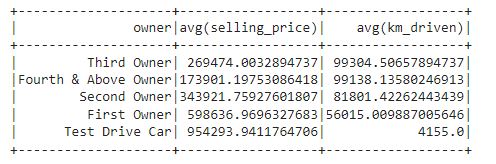 +--------------------+------------------+------------------+
|               owner|avg(selling_price)|    avg(km_driven)|
+--------------------+------------------+------------------+
|         Third Owner| 269474.0032894737| 99304.50657894737|
|Fourth & Above Owner|173901.19753086418| 99138.13580246913|
|        Second Owner|343921.75927601807| 81801.42262443439|
|         First Owner| 598636.9696327683|56015.009887005646|
|      Test Drive Car| 954293.9411764706|            4155.0|
+--------------------+------------------+------------------+